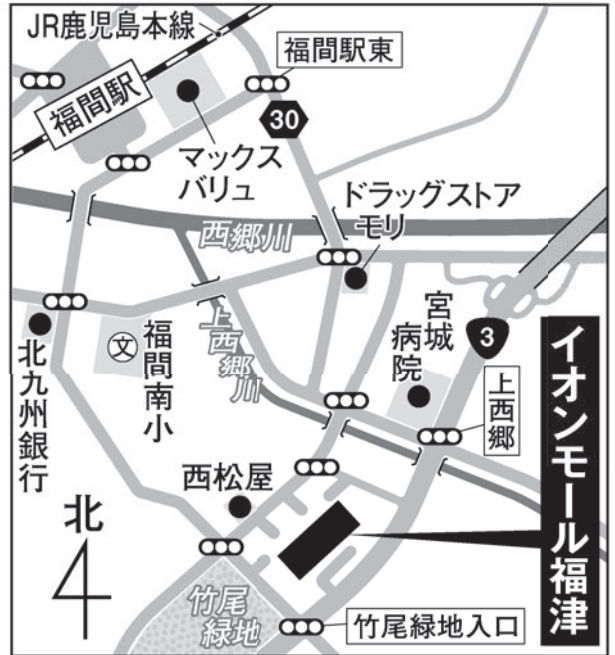 JR鹿児島本線
福間駅東
福間駅
30
マックス
バリュ
ドラッグストア
モリ
西郷川
宮城
病院
3
イオンモール福津
上西郷川
文
福間南小
北九州銀行
上西郷
西松屋
北
竹尾
緑地
竹尾緑地入口